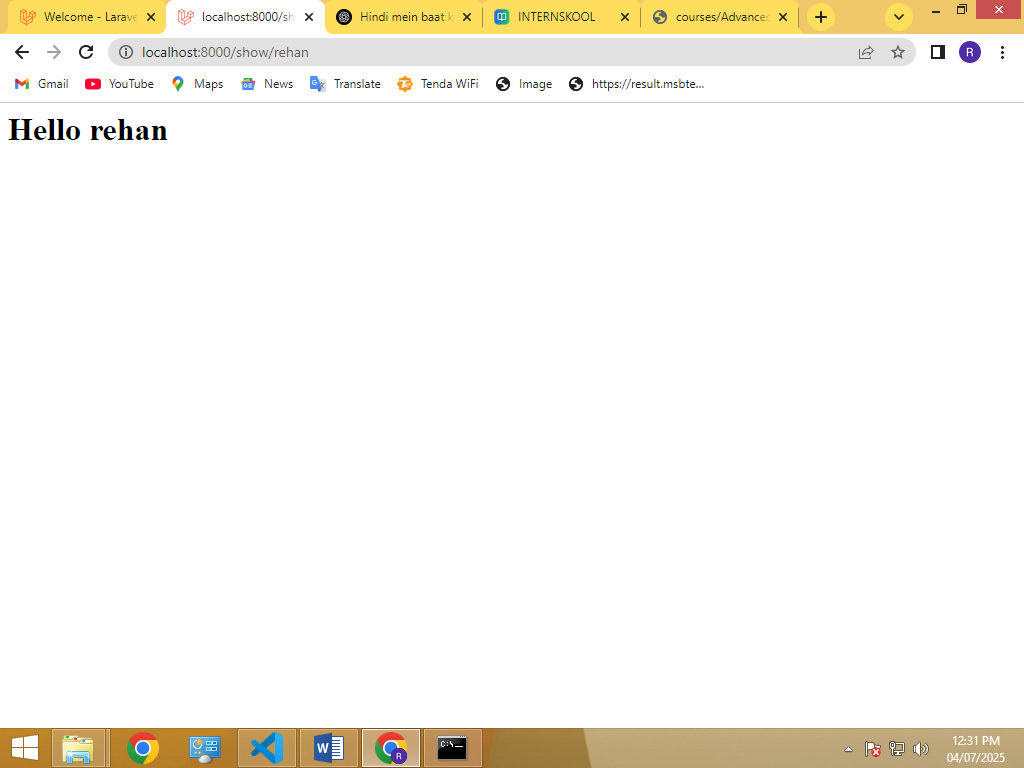 Welcome - Larave
localhost:8000/sh
Hindi mein baat k
INTERNSKOOL
courses/Advanced
localhost:8000/show/rehan
R
Gmail
YouTube
Maps
News
Translate
Tenda WiFi
Image
https://result.msbte...
Hello rehan
12:31 PM
04/07/2025